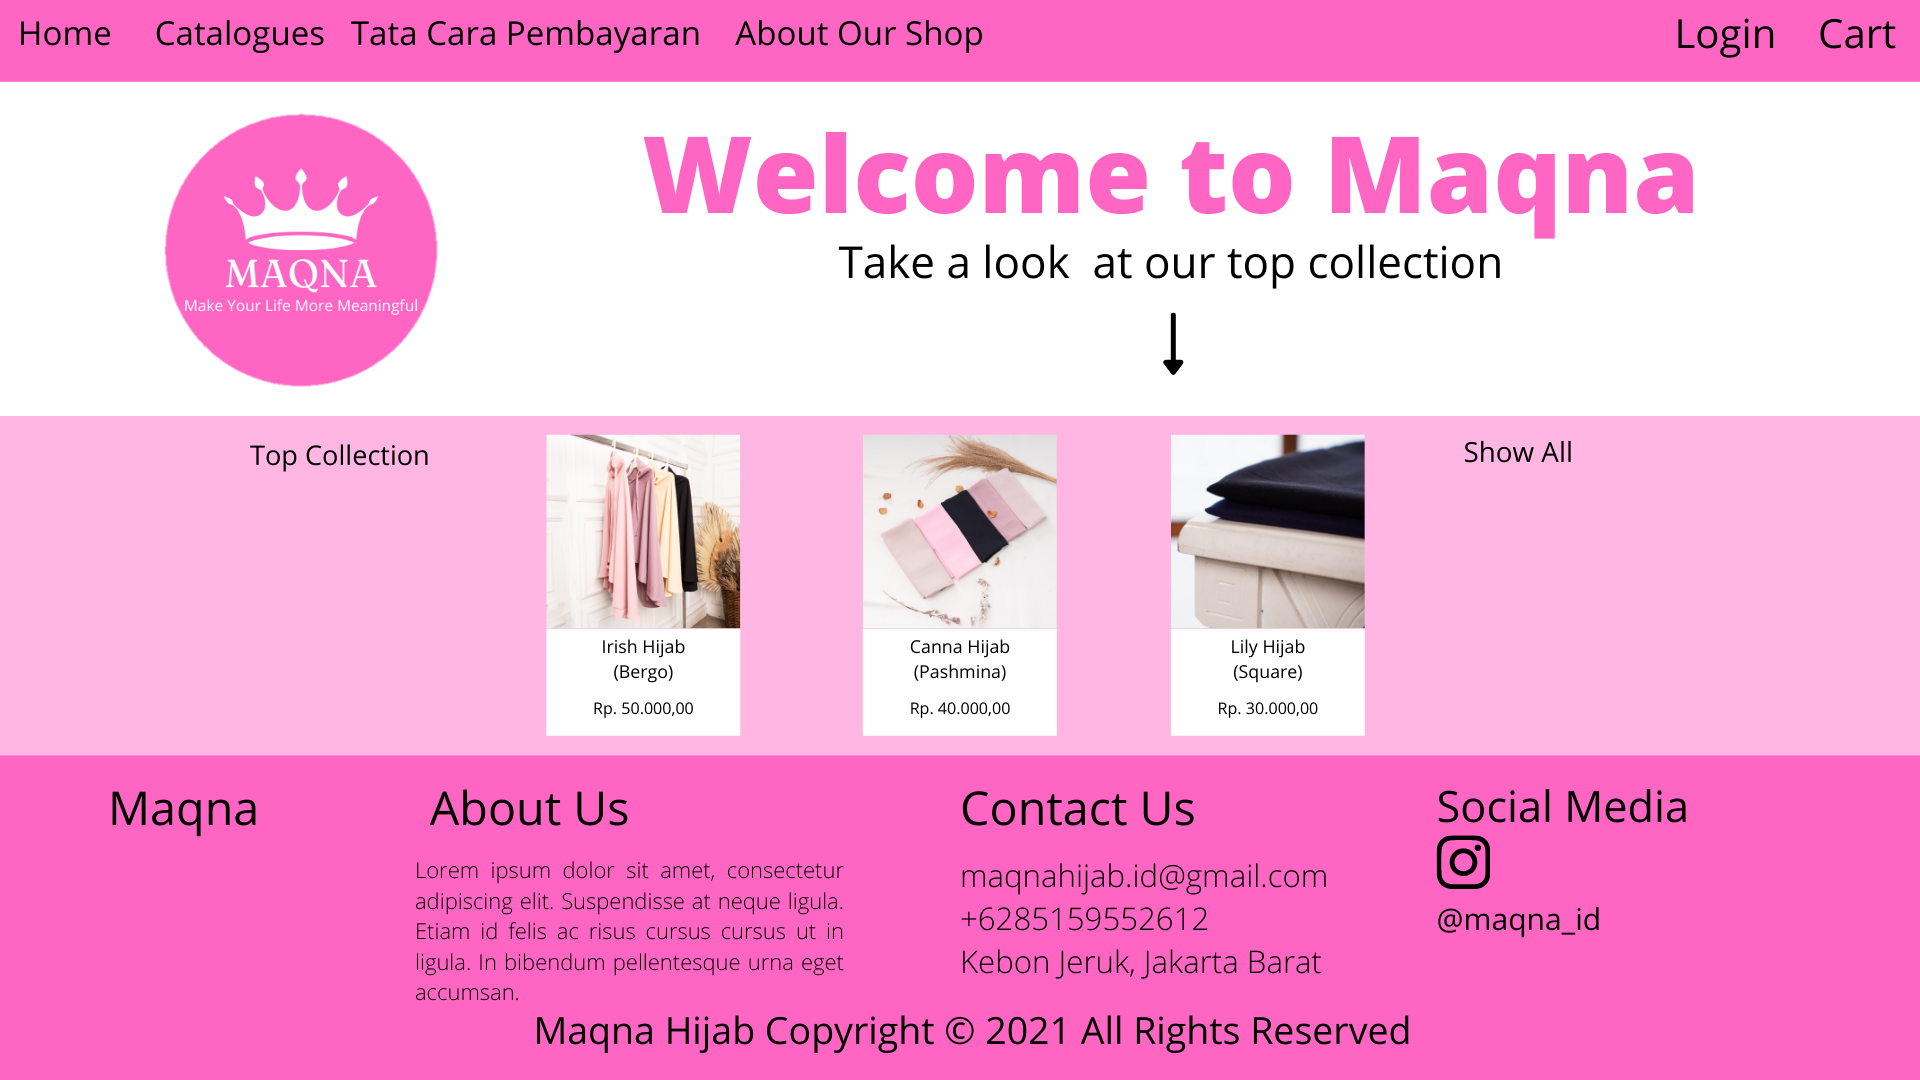 Home Catalogues Tata Cara Pembayaran About Our Shop Login Cart
MAQNA
Make Your Life More Meaningful
Welcome to Maqna
Take a look at our top collection
Top Collection
Show All
Irish Hijab
(Bergo)
Rp. 50.000,00
Canna Hijab
(Pashmina)
Rp. 40.000,00
Lily Hijab
(Square)
Rp. 30.000,00
Maqna
About Us
Lorem ipsum dolor sit amet, consectetur
adipiscing elit. Suspendisse at neque ligula.
Etiam id felis ac risus cursus cursus ut in
ligula. In bibendum pellentesque urna eget
accumsan.
Contact Us
maqnahijab.id@gmail.com
+6285159552612
Kebon Jeruk, Jakarta Barat
Social Media
@maqna_id
Maqna Hijab Copyright © 2021 All Rights Reserved